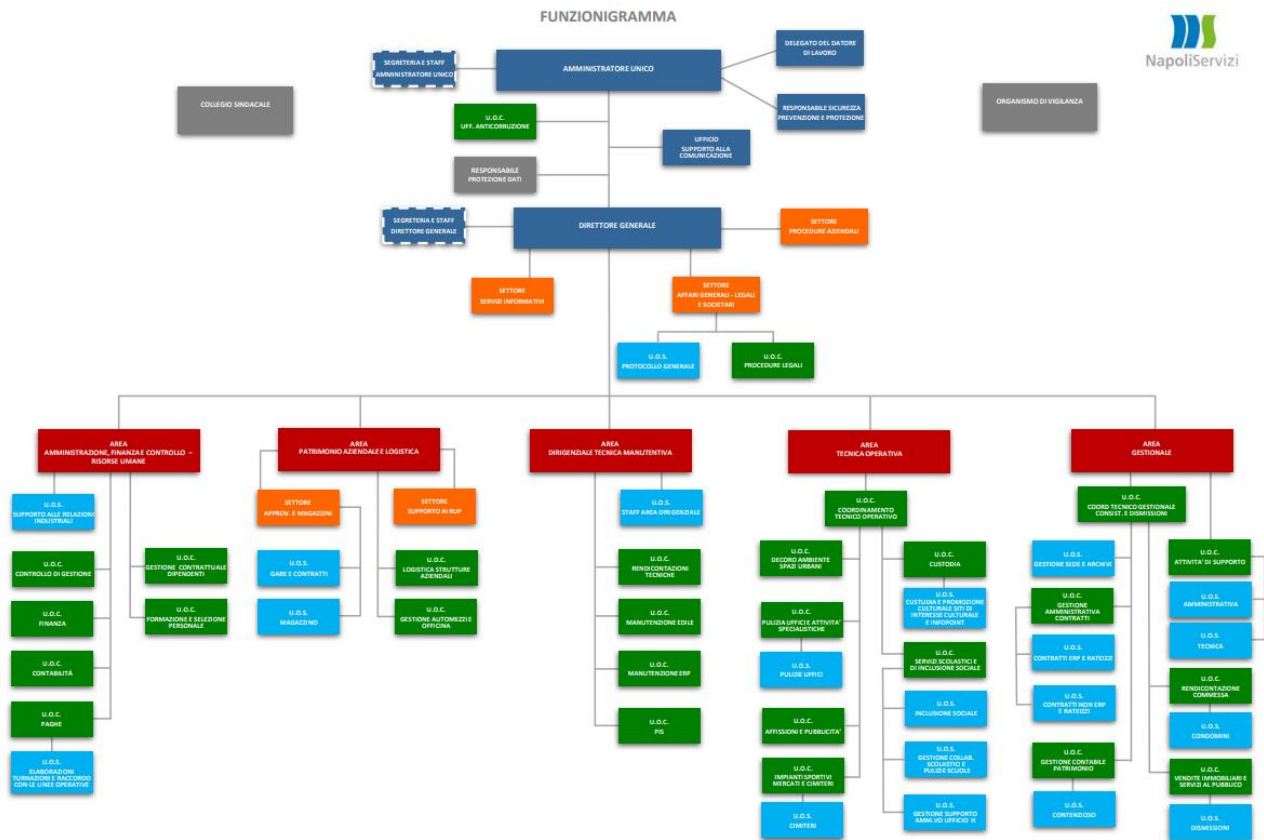 FUNZIONIGRAMMA
NapoliServizi
SEGRETERIA E STAFF
AMMINISTRATORE UNICO
AMMINISTRATORE UNICO
DELEGATO DEL DATORE
DI LAVORO
COLLEGIO SINDACALE
ORGANISMO DI VIGILANZA
RESPONSABILE SICUREZZA
PREVENZIONE E PROTEZIONE
U.O.C.
UFF. ANTICORRUZIONE
UFFICIO
SUPPORTO ALLA
COMUNICAZIONE
RESPONSABILE
PROTEZIONE DATI
SEGRETERIA E STAFF
DIRETTORE GENERALE
DIRETTORE GENERALE
SETTORE
PROCEDURE AZIENDALI
SETTORE
SERVIZI INFORMATIVI
SETTORE
AFFARI GENERALI - LEGALI
E SOCIETARI
U.O.S.
PROTOCOLLO GENERALE
U.O.C.
PROCEDURE LEGALI
AREA
AMMINISTRAZIONE, FINANZA E CONTROLLO –
RISORSE UMANE
U.O.S.
SUPPORTO ALLE RELAZIONI
INDUSTRIALI
U.O.C.
CONTROLLO DI GESTIONE
U.O.C.
GESTIONE CONTRATTUALE
DIPENDENTI
U.O.C.
FINANZA
U.O.C.
FORMAZIONE E SELEZIONE
PERSONALE
U.O.C.
CONTABILITÁ
U.O.C.
PAGHE
U.O.S.
ELABORAZIONI
TURNAZIONI E RACCORDO
CON LE LINEE OPERATIVE
AREA
PATRIMONIO AZIENDALE E LOGISTICA
SETTORE
APPROV. E MAGAZZINI
SETTORE
SUPPORTO AI RUP
U.O.S.
GARE E CONTRATTI
U.O.C.
LOGISTICA STRUTTURE
AZIENDALI
U.O.S.
MAGAZZINO
U.O.C.
GESTIONE AUTOMEZZI E
OFFICINA
AREA
DIRIGENZIALE TECNICA MANUTENTIVA
U.O.S.
STAFF AREA DIRIGENZIALE
U.O.C.
RENDICONTAZIONI
TECNICHE
U.O.C.
MANUTENZIONE EDILE
U.O.C.
MANUTENZIONE ERP
U.O.C.
PIS
AREA
TECNICA OPERATIVA
U.O.C.
COORDINAMENTO
TECNICO OPERATIVO
U.O.C.
DECORO AMBIENTE
SPAZI URBANI
U.O.C.
CUSTODIA
U.O.S.
CUSTUDIA E PROMOZIONE
CULTURALE SITI DI
INTERESSE CULTURALE
E INFOPOINT
U.O.C.
PULIZIA UFFICI E ATTIVITA'
SPECIALISTICHE
U.O.S.
PULIZIE UFFICI
U.O.C.
SERVIZI SCOLASTICI E
DI INCLUSIONE SOCIALE
U.O.S.
INCLUSIONE SOCIALE
U.O.C.
AFFISSIONI E PUBBLICITA'
U.O.S.
GESTIONE COLLAB.
SCOLASTICI E
PULIZIE SCUOLE
U.O.C.
IMPIANTI SPORTIVI
MERCATI E CIMITERI
U.O.S.
CIMITERI
U.O.S.
GESTIONE SUPPORTO
AMM.VO UFFICIO H
AREA
GESTIONALE
U.O.C.
COORD TECNICO GESTIONALE
CONSIST. E DISMISSIONI
U.O.S.
GESTIONE SEDE E ARCHIVI
U.O.C.
ATTIVITA' DI SUPPORTO
U.O.C.
GESTIONE
AMMINISTRATIVA
CONTRATTI
U.O.S.
AMMINISTRATIVA
U.O.S.
CONTRATTI ERP E RATEIZZI
U.O.S.
TECNICA
U.O.S.
CONTRATTI NON ERP
E RATEIZZI
U.O.C.
RENDICONTAZIONE
COMMESSA
U.O.S.
CONDOMINI
U.O.C.
GESTIONE CONTABILE
PATRIMONIO
U.O.S.
CONTENZIOSO
U.O.C.
VENDITE IMMOBILIARI E
SERVIZI AL PUBBLICO
U.O.S.
DISMISSIONI